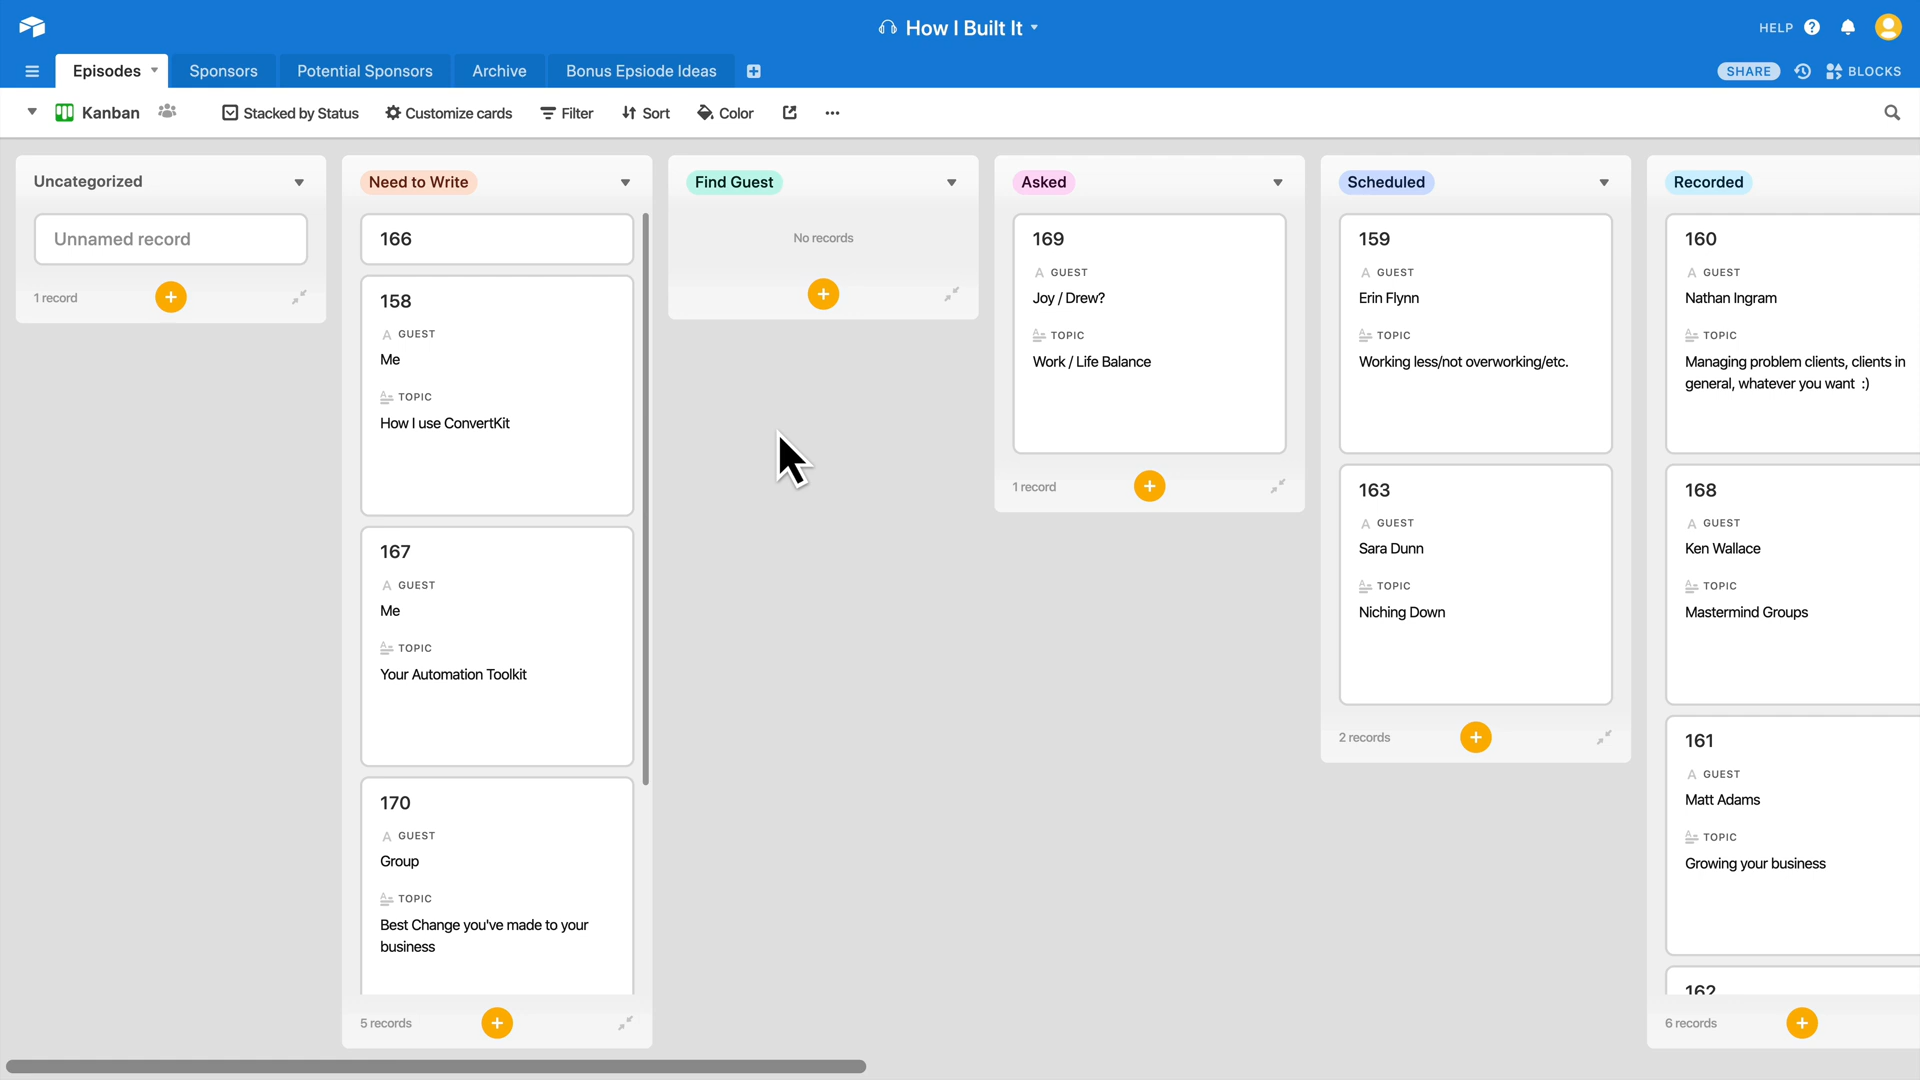 How I Built It
HELP
Episodes
Sponsors
Potential Sponsors
Archive
Bonus Epsiode Ideas
SHARE
BLOCKS
Kanban
Stacked by Status
Customize cards
Filter
Sort
Color
Uncategorized
Unnamed record
1 record
Need to Write
166
158
GUEST
Me
TOPIC
How I use ConvertKit
167
GUEST
Me
TOPIC
Your Automation Toolkit
170
GUEST
Group
TOPIC
Best Change you've made to your
business
5 records
Find Guest
No records
Asked
169
GUEST
Joy / Drew?
TOPIC
Work / Life Balance
1 record
Scheduled
159
GUEST
Erin Flynn
TOPIC
Working less/not overworking/etc.
163
GUEST
Sara Dunn
TOPIC
Niching Down
2 records
Recorded
160
GUEST
Nathan Ingram
TOPIC
Managing problem clients, clients in
general, whatever you want :)
168
GUEST
Ken Wallace
TOPIC
Mastermind Groups
161
GUEST
Matt Adams
TOPIC
Growing your business
162
6 records